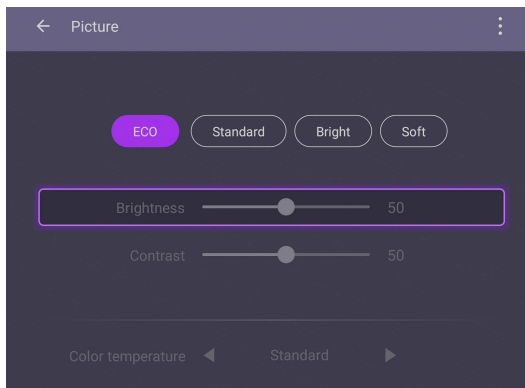 Picture
ECO Standard Bright Soft
Brightness 50
Contrast 50
Color temperature Standard